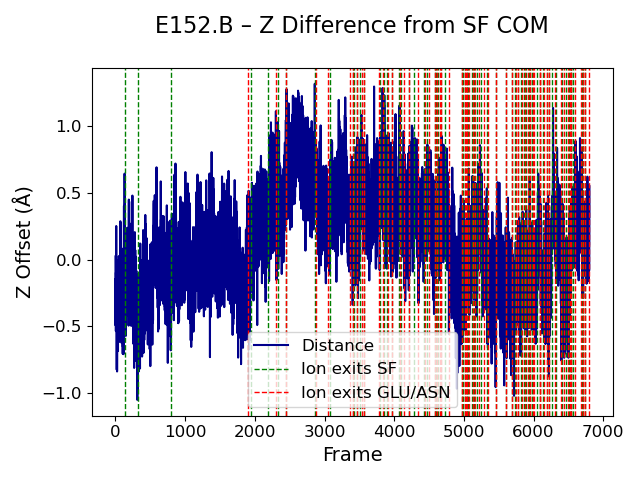 E152.B – Z Difference from SF COM
Z Offset (Å)
1.0
0.5
0.0
−0.5
−1.0
Distance
Ion exits SF
Ion exits GLU/ASN
0 1000 2000 3000 4000 5000 6000 7000
Frame